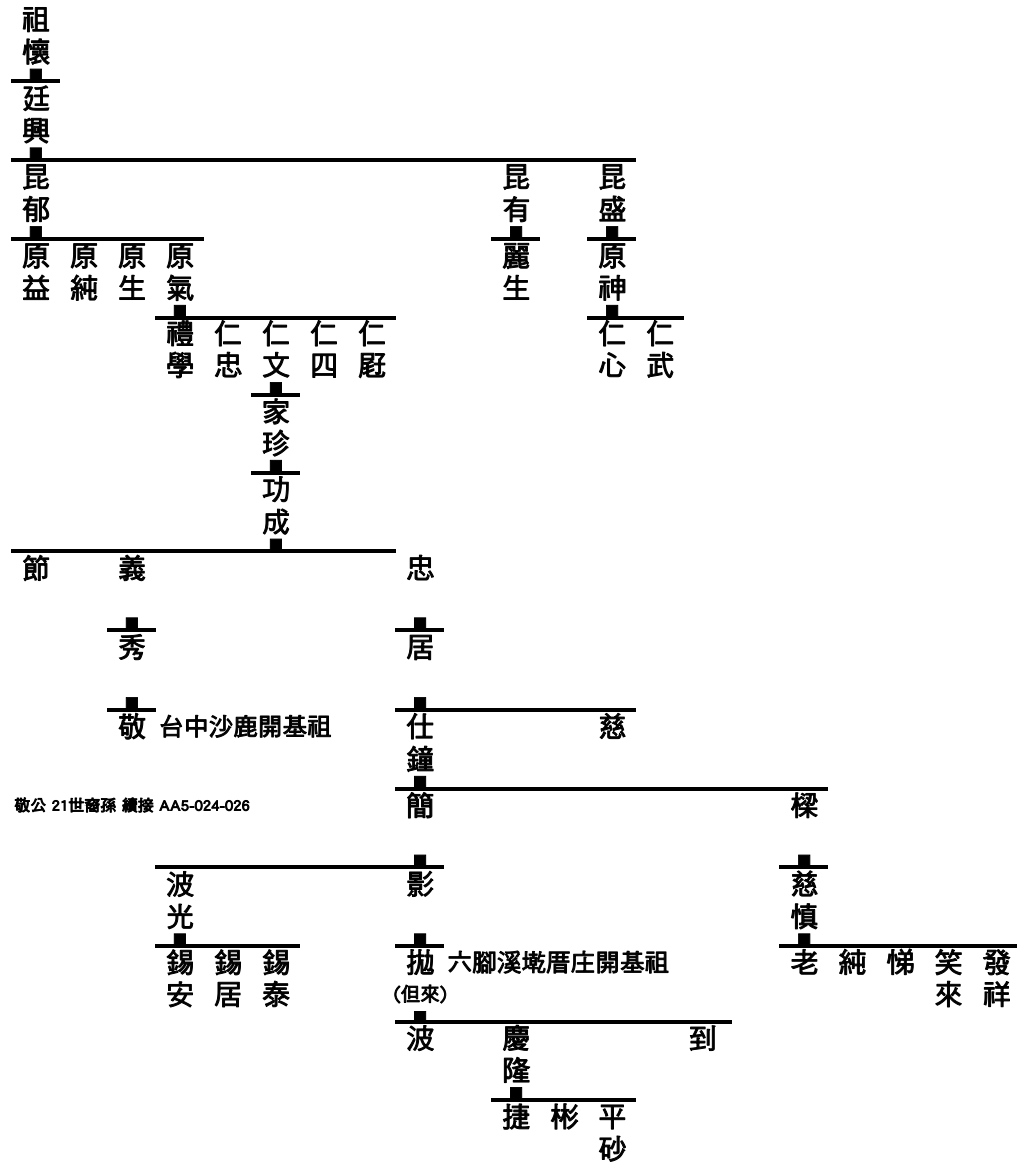 祖懷
廷興
昆郁 昆有 昆盛
原益 原純 原生 原氣 麗生 原神
禮學 仁忠 仁文 仁四 仁 仁心 仁武
家珍
功成
節 義 忠
秀 居
敬 台中沙鹿開基祖 仕鐘 慈
敬公 21世裔孫 續接 AA5-024-026 簡 樑
波光 影 慈慎
錫安 錫居 錫泰 拋 六腳溪墘厝庄開基祖 老 純 悌 笑來 發祥
(但來)
波 慶隆 到
捷 彬 平砂